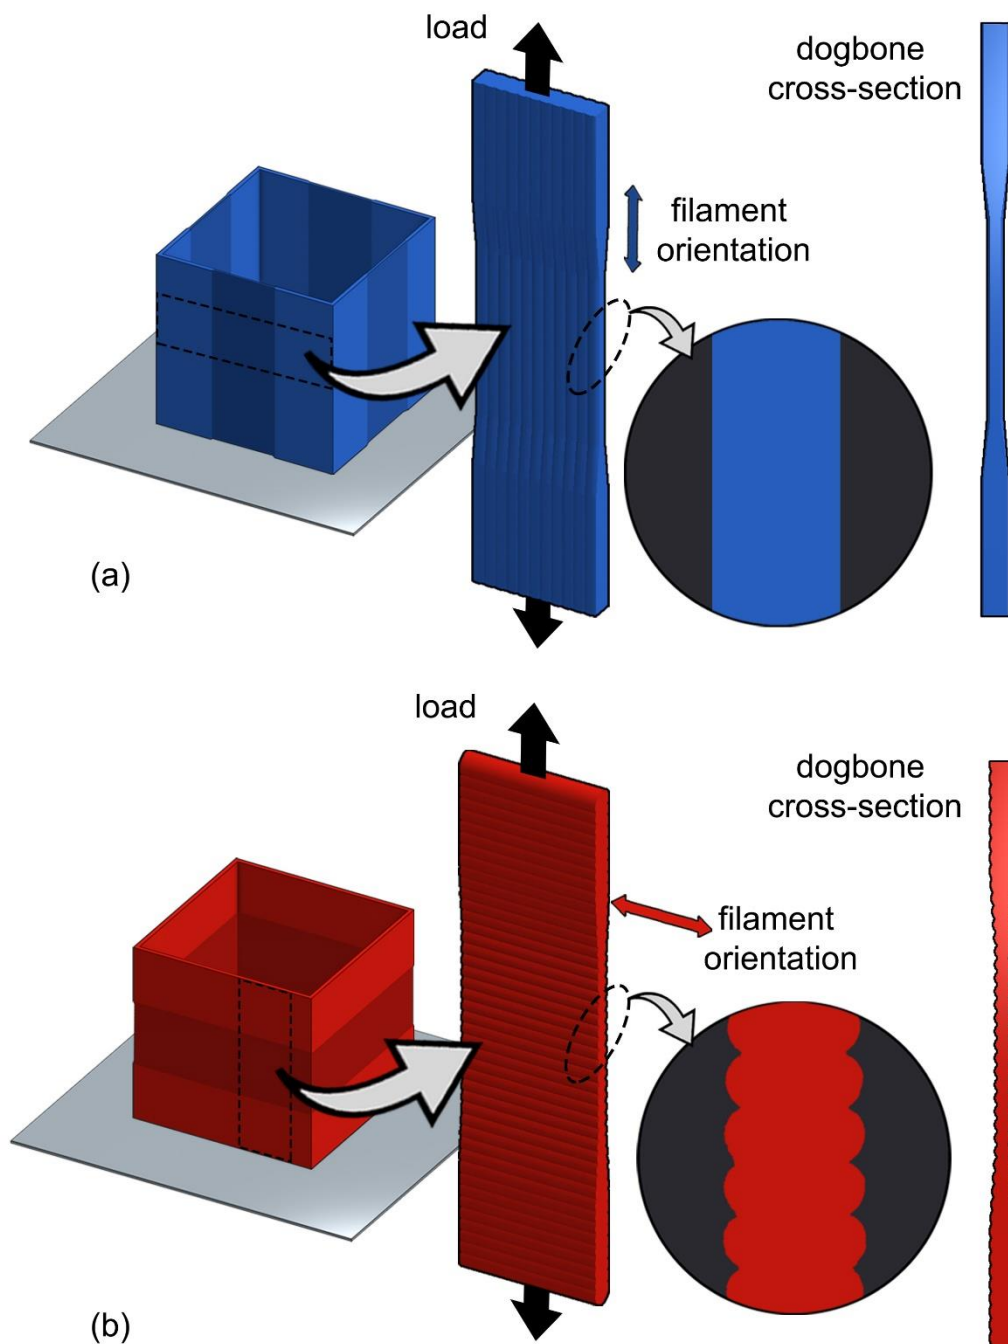 load
dogbone
cross-section
filament
orientation
(a)
load
dogbone
cross-section
filament
orientation
(b)